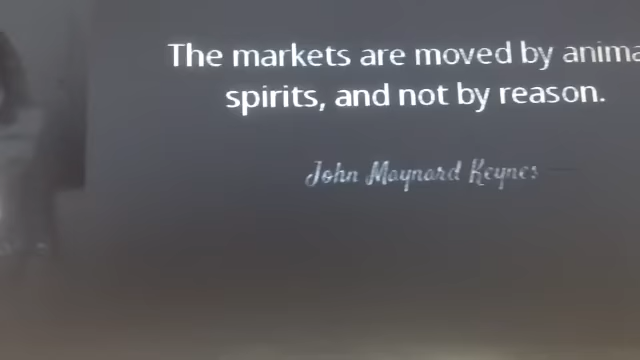 The markets are moved by anima
spirits, and not by reason.
John Maynard Keynes